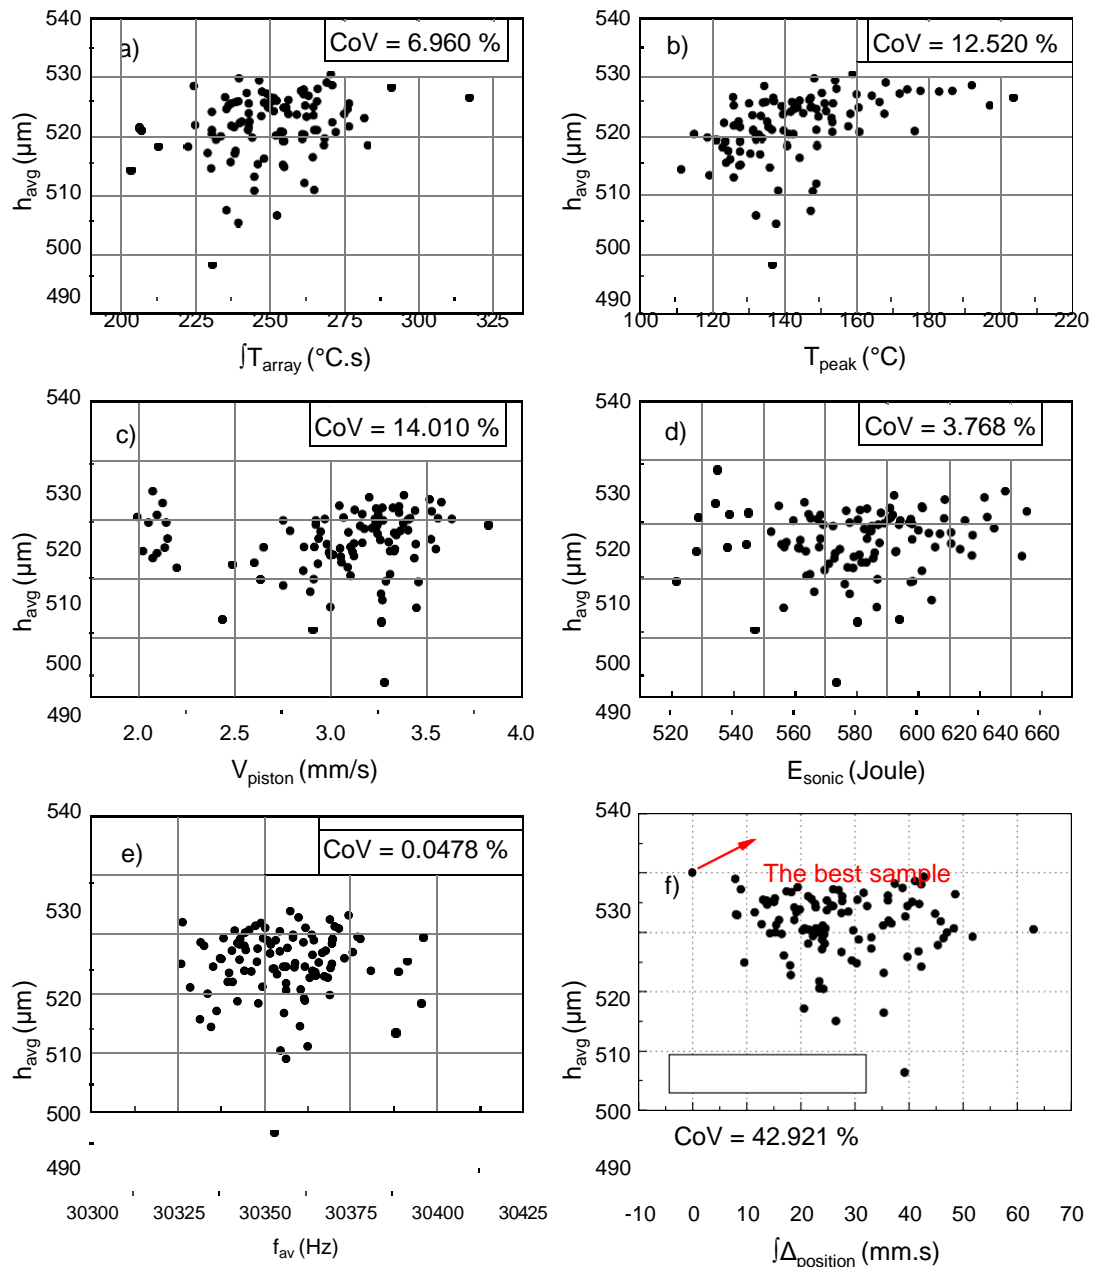 540
a)
CoV = 6.960 %
530
520
510
500
490
h_avg (µm)
200 225 250 275 300 325
∫T_array (°C.s)
540
b)
CoV = 12.520 %
530
520
510
500
490
h_avg (µm)
100 120 140 160 180 200 220
T_peak (°C)
540
c)
CoV = 14.010 %
530
520
510
500
490
h_avg (µm)
2.0 2.5 3.0 3.5 4.0
V_piston (mm/s)
540
d)
CoV = 3.768 %
530
520
510
500
490
h_avg (µm)
520 540 560 580 600 620 640 660
E_sonic (Joule)
540
e)
CoV = 0.0478 %
530
520
510
500
490
h_avg (µm)
30300 30325 30350 30375 30400 30425
f_av (Hz)
540
The best sample
f)
530
520
510
500
CoV = 42.921 %
490
h_avg (µm)
-10 0 10 20 30 40 50 60 70
∫Δ_position (mm.s)